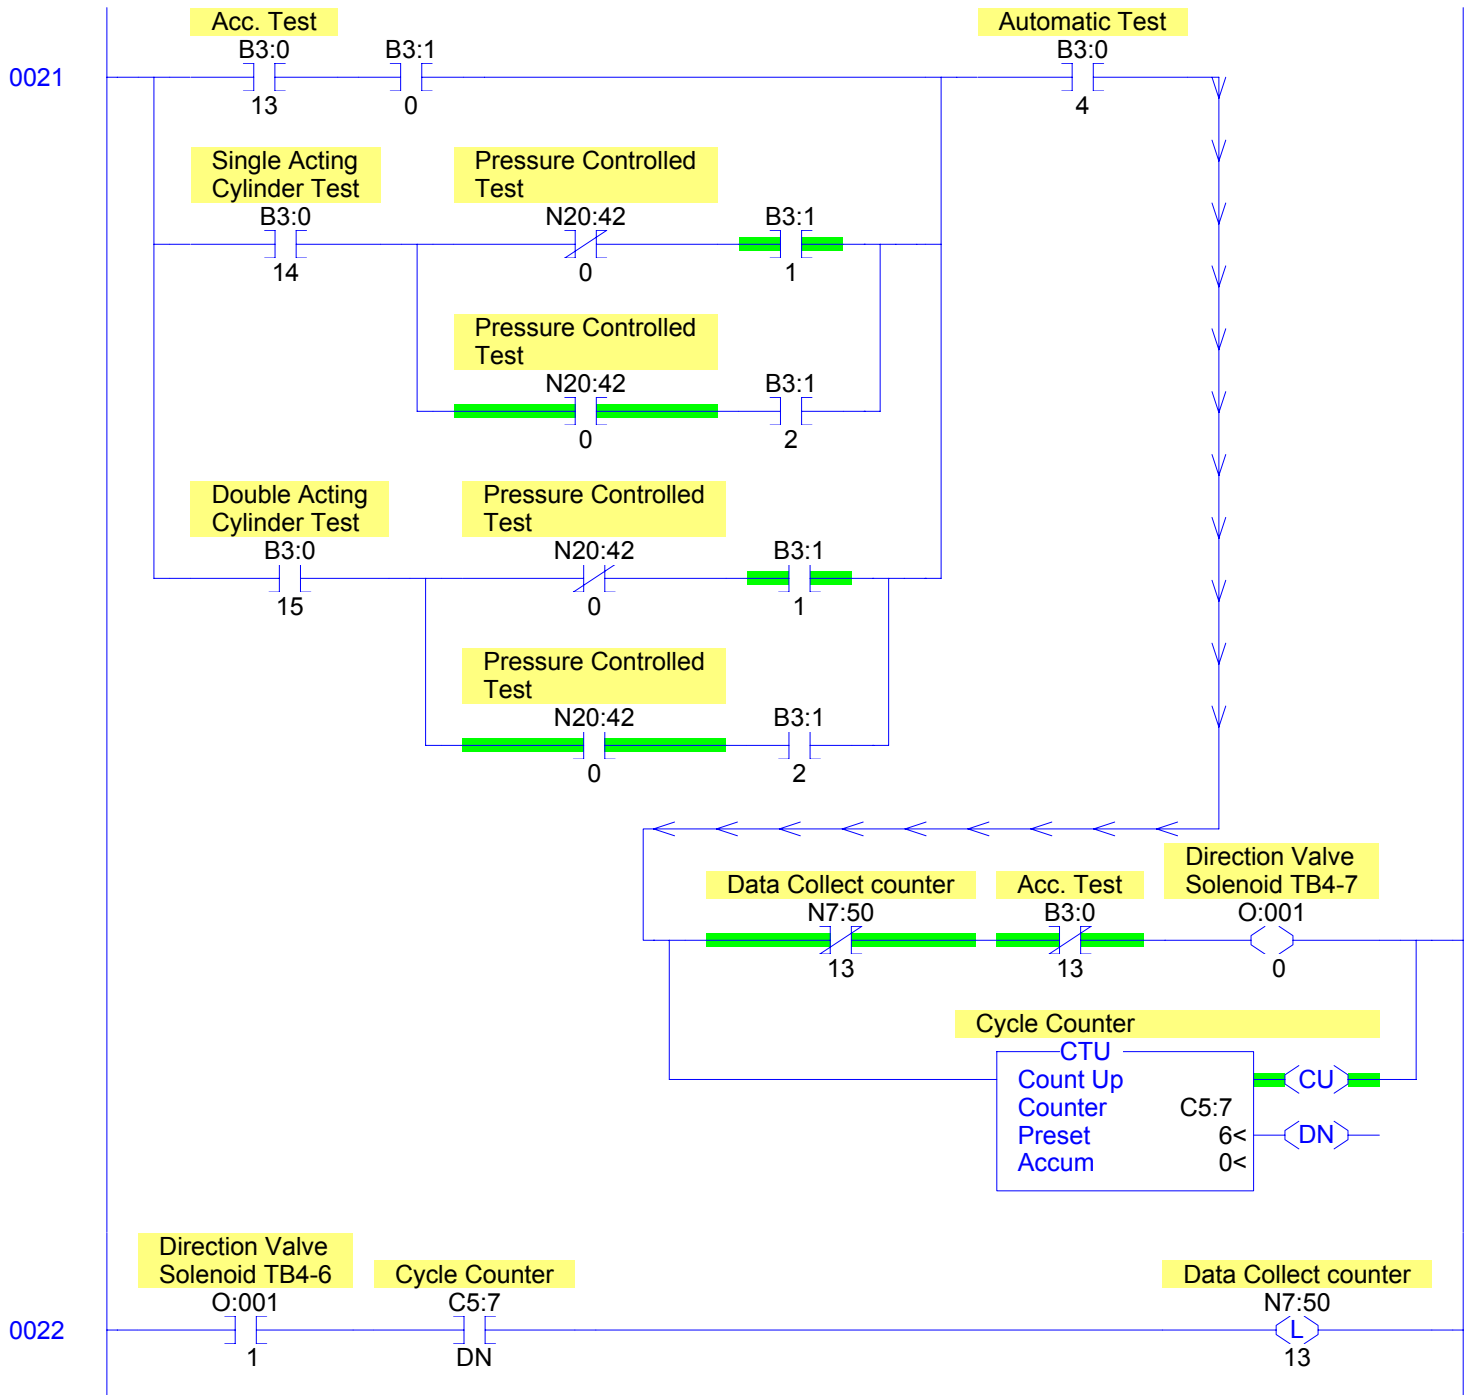 Acc. Test
Automatic Test
B3:0
B3:1
B3:0
0021
13
0
4
Single Acting
Cylinder Test
Pressure Controlled
Test
B3:0
N20:42
B3:1
14
0
1
Pressure Controlled
Test
N20:42
B3:1
0
2
Double Acting
Cylinder Test
Pressure Controlled
Test
B3:0
N20:42
B3:1
15
0
1
Pressure Controlled
Test
N20:42
B3:1
0
2
Direction Valve
Solenoid TB4-7
Data Collect counter
Acc. Test
N7:50
B3:0
O:001
13
13
0
Cycle Counter
CTU
Count Up
CU
Counter C5:7
Preset 6<
DN
Accum 0<
Direction Valve
Solenoid TB4-6
Cycle Counter
Data Collect counter
O:001
C5:7
N7:50
0022
L
1
DN
13